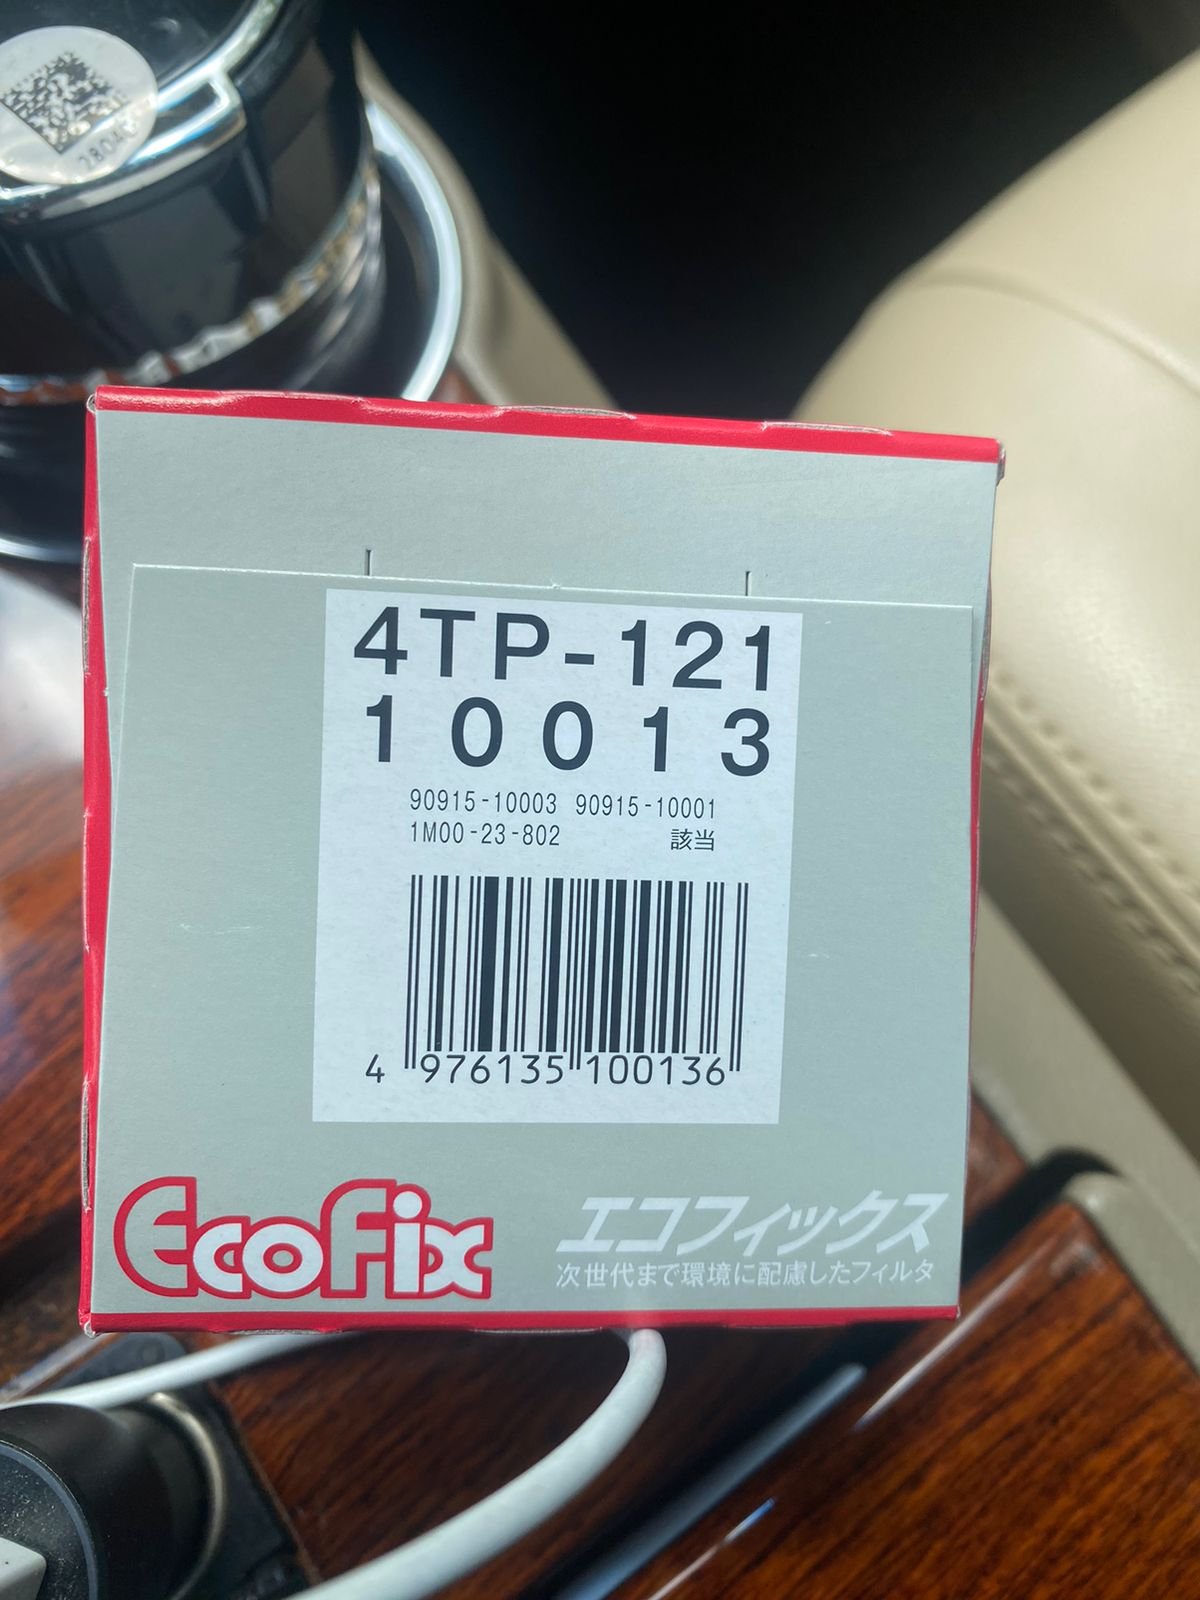 4TP-121
10013
90915-10003 90915-10001
1M00-23-802 該当
4 976135 100136
EcoFix
エコフィックス
次世代まで環境に配慮したフィルタ